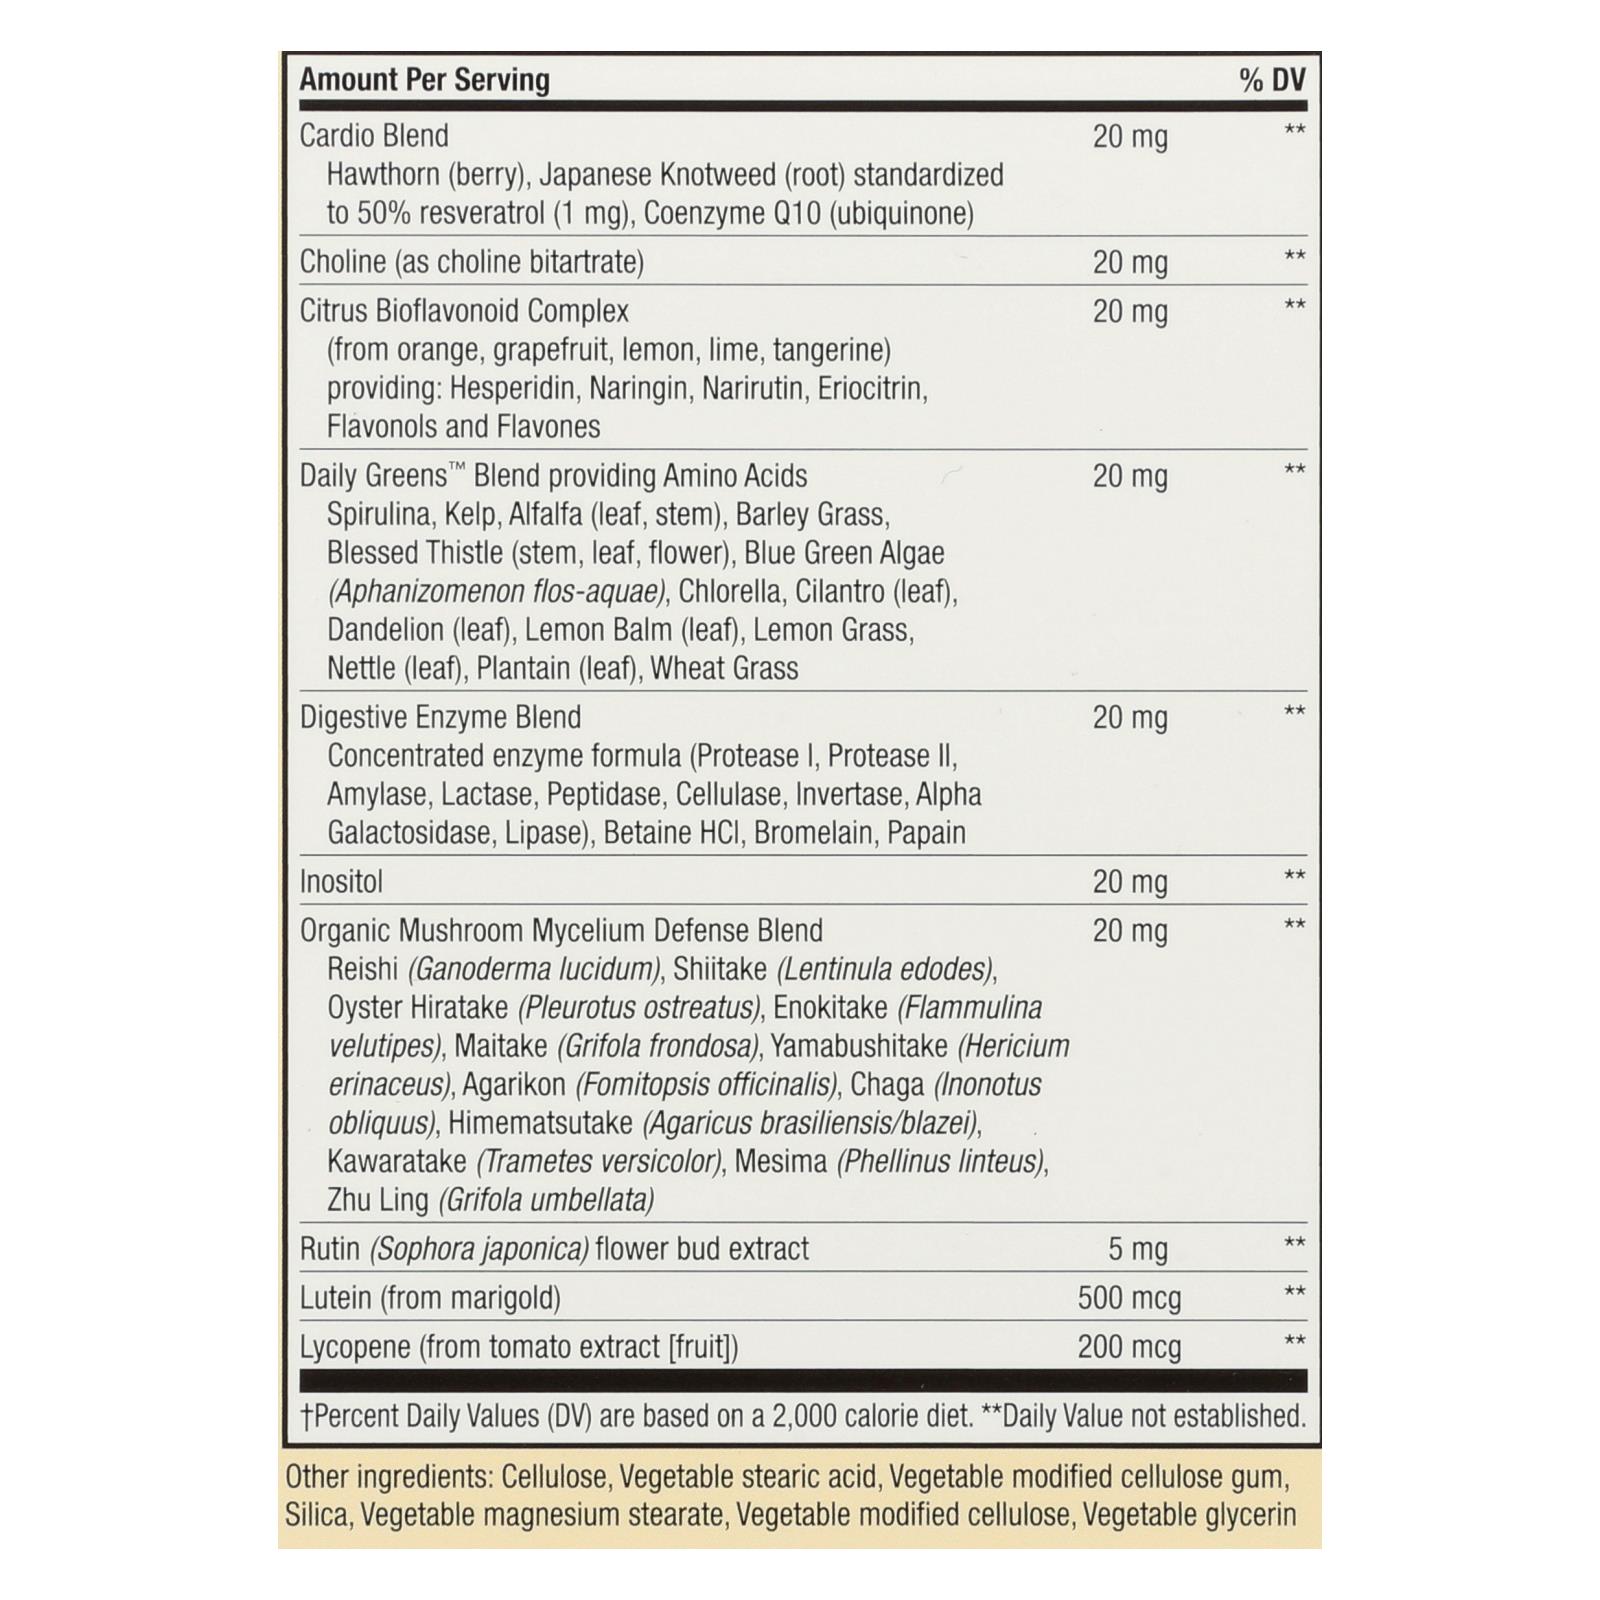 Amount Per Serving % DV
Cardio Blend 20 mg **
Hawthorn (berry), Japanese Knotweed (root) standardized
to 50% resveratrol (1 mg), Coenzyme Q10 (ubiquinone)
Choline (as choline bitartrate) 20 mg **
Citrus Bioflavonoid Complex 20 mg **
(from orange, grapefruit, lemon, lime, tangerine)
providing: Hesperidin, Naringin, Narirutin, Eriocitrin,
Flavonols and Flavones
Daily Greens™ Blend providing Amino Acids 20 mg **
Spirulina, Kelp, Alfalfa (leaf, stem), Barley Grass,
Blessed Thistle (stem, leaf, flower), Blue Green Algae
(Aphanizomenon flos-aquae), Chlorella, Cilantro (leaf),
Dandelion (leaf), Lemon Balm (leaf), Lemon Grass,
Nettle (leaf), Plantain (leaf), Wheat Grass
Digestive Enzyme Blend 20 mg **
Concentrated enzyme formula (Protease I, Protease II,
Amylase, Lactase, Peptidase, Cellulase, Invertase, Alpha
Galactosidase, Lipase), Betaine HCl, Bromelain, Papain
Inositol 20 mg **
Organic Mushroom Mycelium Defense Blend 20 mg **
Reishi (Ganoderma lucidum), Shiitake (Lentinula edodes),
Oyster Hiratake (Pleurotus ostreatus), Enokitake (Flammulina
velutipes), Maitake (Grifola frondosa), Yamabushitake (Hericium
erinaceus), Agarikon (Fomitopsis officinalis), Chaga (Inonotus
obliquus), Himematsutake (Agaricus brasiliensis/blazei),
Kawaratake (Trametes versicolor), Mesima (Phellinus linteus),
Zhu Ling (Grifola umbellata)
Rutin (Sophora japonica) flower bud extract 5 mg **
Lutein (from marigold) 500 mcg **
Lycopene (from tomato extract [fruit]) 200 mcg **
†Percent Daily Values (DV) are based on a 2,000 calorie diet. **Daily Value not established.
Other ingredients: Cellulose, Vegetable stearic acid, Vegetable modified cellulose gum,
Silica, Vegetable magnesium stearate, Vegetable modified cellulose, Vegetable glycerin